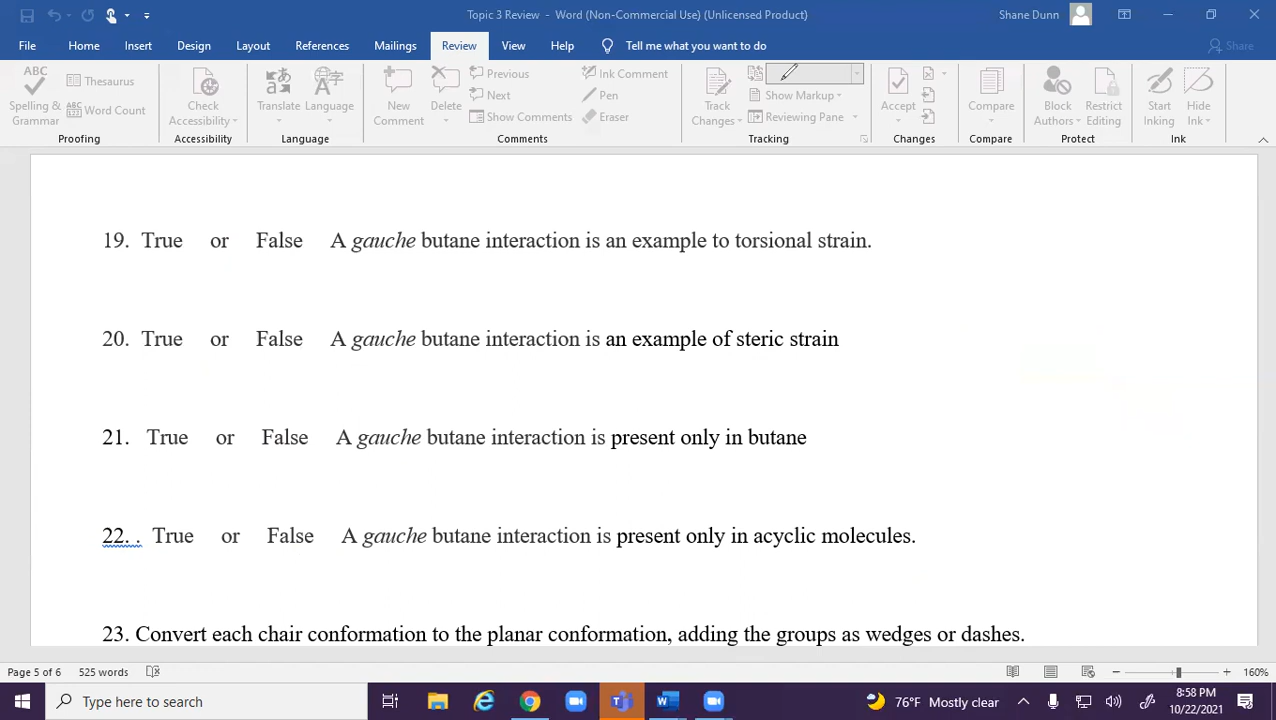 Topic 3 Review - Word (Non-Commercial Use) (Unlicensed Product)
Shane Dunn
File Home Insert Design Layout References Mailings Review View Help Tell me what you want to do
Share
ABC
Spelling &
Grammar
Thesaurus
ABC
123 Word Count
Proofing
Check
Accessibility
Accessibility
Translate Language
Language
New
Comment
Delete
Previous
Next
Show Comments
Ink Comment
Pen
Eraser
Comments
Track
Changes
Show Markup
Reviewing Pane
Tracking
Accept
Changes
Compare
Compare
Block
Authors
Restrict
Editing
Protect
Start
Inking
Hide
Ink
Ink
19. True or False A gauche butane interaction is an example to torsional strain.
20. True or False A gauche butane interaction is an example of steric strain
21. True or False A gauche butane interaction is present only in butane
22. . True or False A gauche butane interaction is present only in acyclic molecules.
23. Convert each chair conformation to the planar conformation, adding the groups as wedges or dashes.
Page 5 of 6 525 words
160%
Type here to search
76°F Mostly clear
8:58 PM
10/22/2021